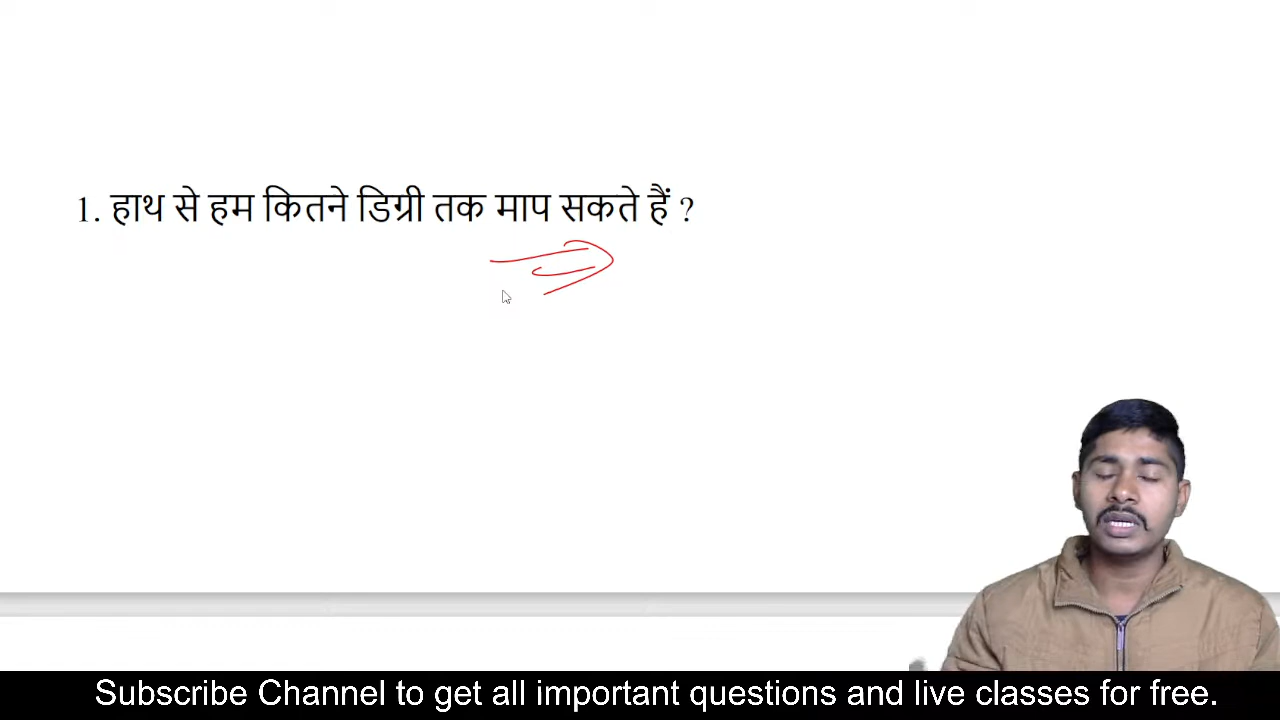 1. हाथ से हम कितने डिग्री तक माप सकते हैं ?
Subscribe Channel to get all important questions and live classes for free.